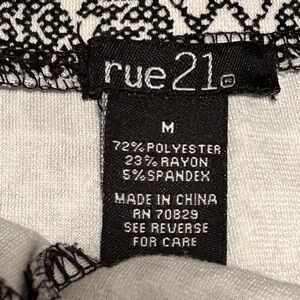 rue21
M
72% POLYESTER
23% RAYON
5% SPANDEX
MADE IN CHINA
RN 70829
SEE REVERSE
FOR CARE